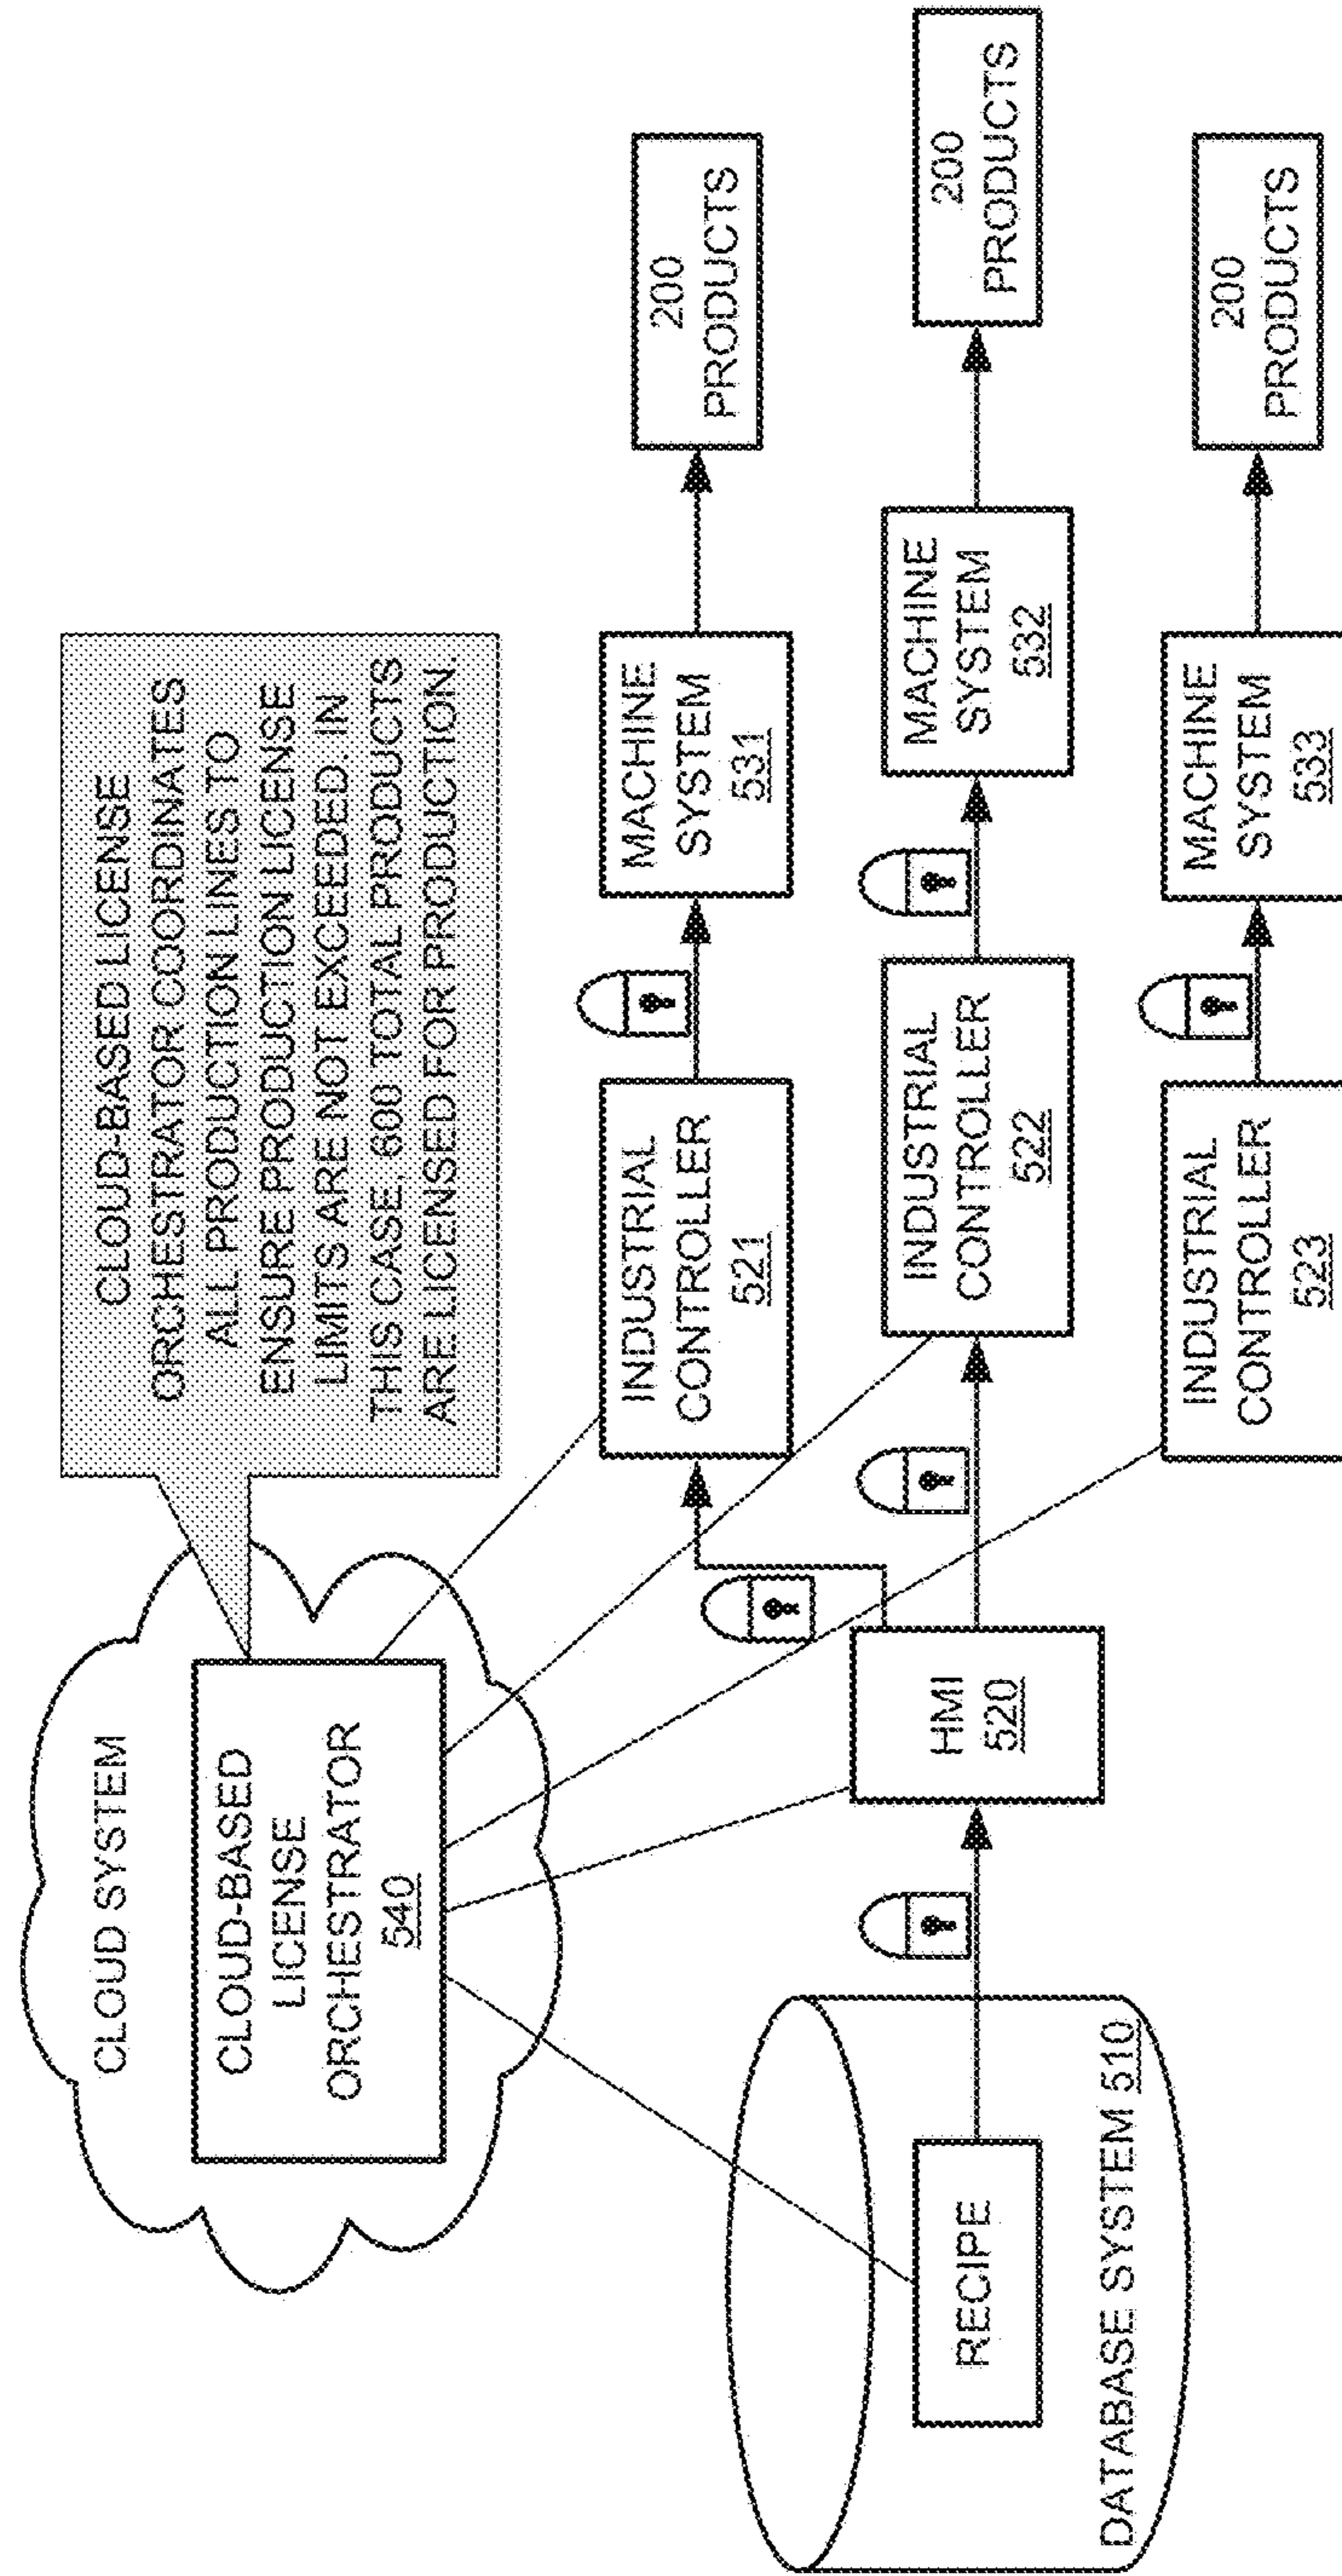 CLOUD SYSTEM
CLOUD-BASED
LICENSE
ORCHESTRATOR
540
CLOUD-BASED LICENSE
ORCHESTRATOR COORDINATES
ALL PRODUCTION LINES TO
ENSURE PRODUCTION LICENSE
LIMITS ARE NOT EXCEEDED. IN
THIS CASE, 600 TOTAL PRODUCTS
ARE LICENSED FOR PRODUCTION.
INDUSTRIAL
CONTROLLER
521
MACHINE
SYSTEM
531
200
PRODUCTS
RECIPE
DATABASE SYSTEM 510
HMI
520
INDUSTRIAL
CONTROLLER
522
MACHINE
SYSTEM
532
200
PRODUCTS
INDUSTRIAL
CONTROLLER
523
MACHINE
SYSTEM
533
200
PRODUCTS